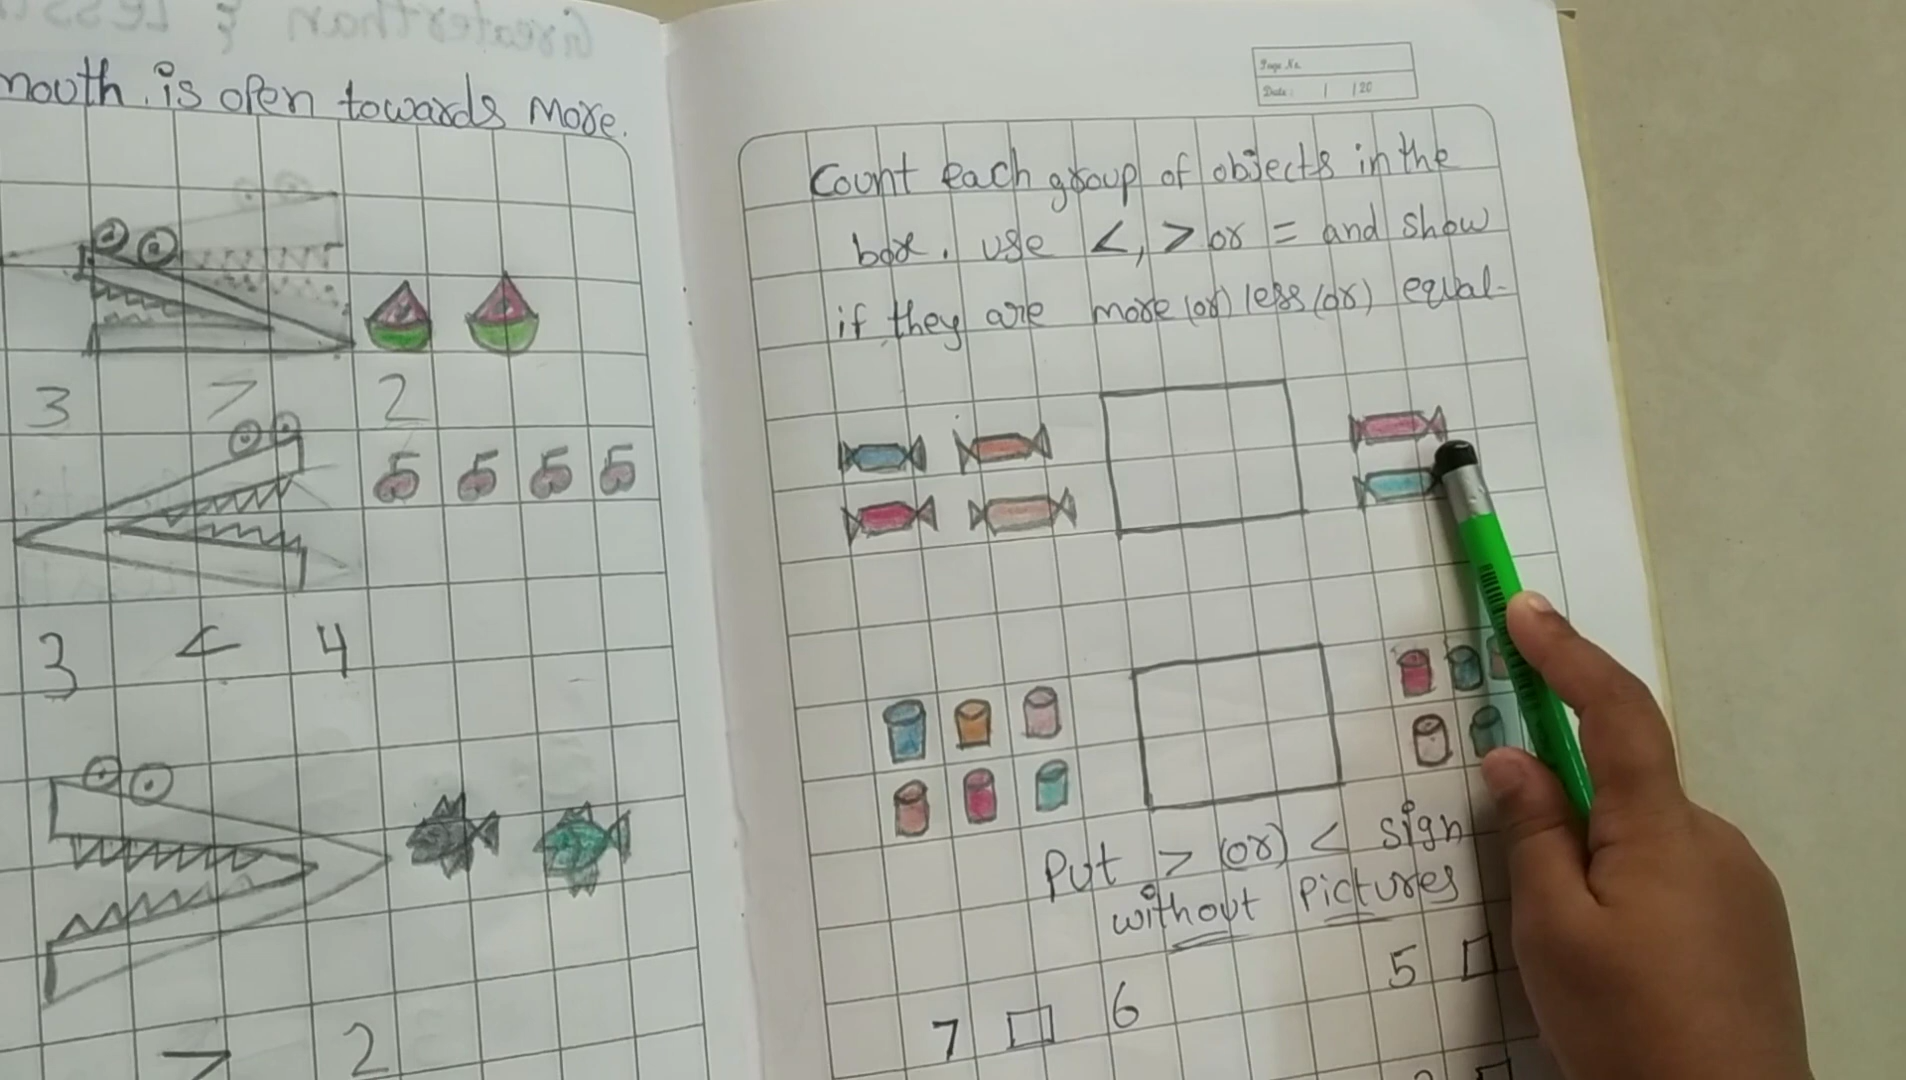 mouth is open towards more.
3 > 2
3 < 4
> 2
Page No.
Date: / /20
Count each group of objects in the
box. use <, > or = and show
if they are more (or) less (or) equal.
Put > (or) < sign
without pictures
7 □ 6
5 □